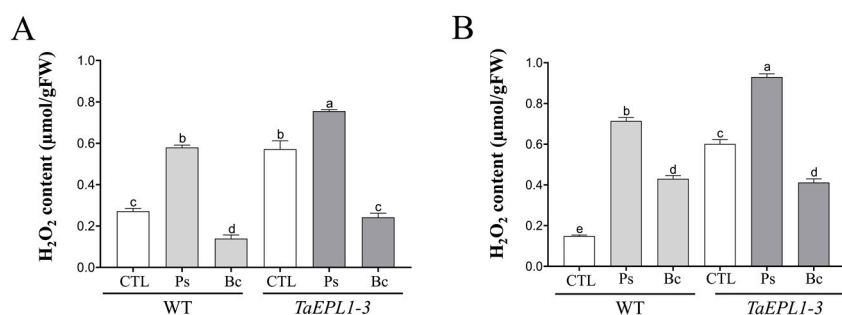 A
H₂O₂ content (μmol/gFW)
1.0
0.8
0.6
0.4
0.2
0.0
c
b
d
b
a
c
CTL Ps Bc CTL Ps Bc
WT TaEPL1-3
B
H₂O₂ content (μmol/gFW)
1.0
0.8
0.6
0.4
0.2
0.0
e
b
d
c
a
d
CTL Ps Bc CTL Ps Bc
WT TaEPL1-3